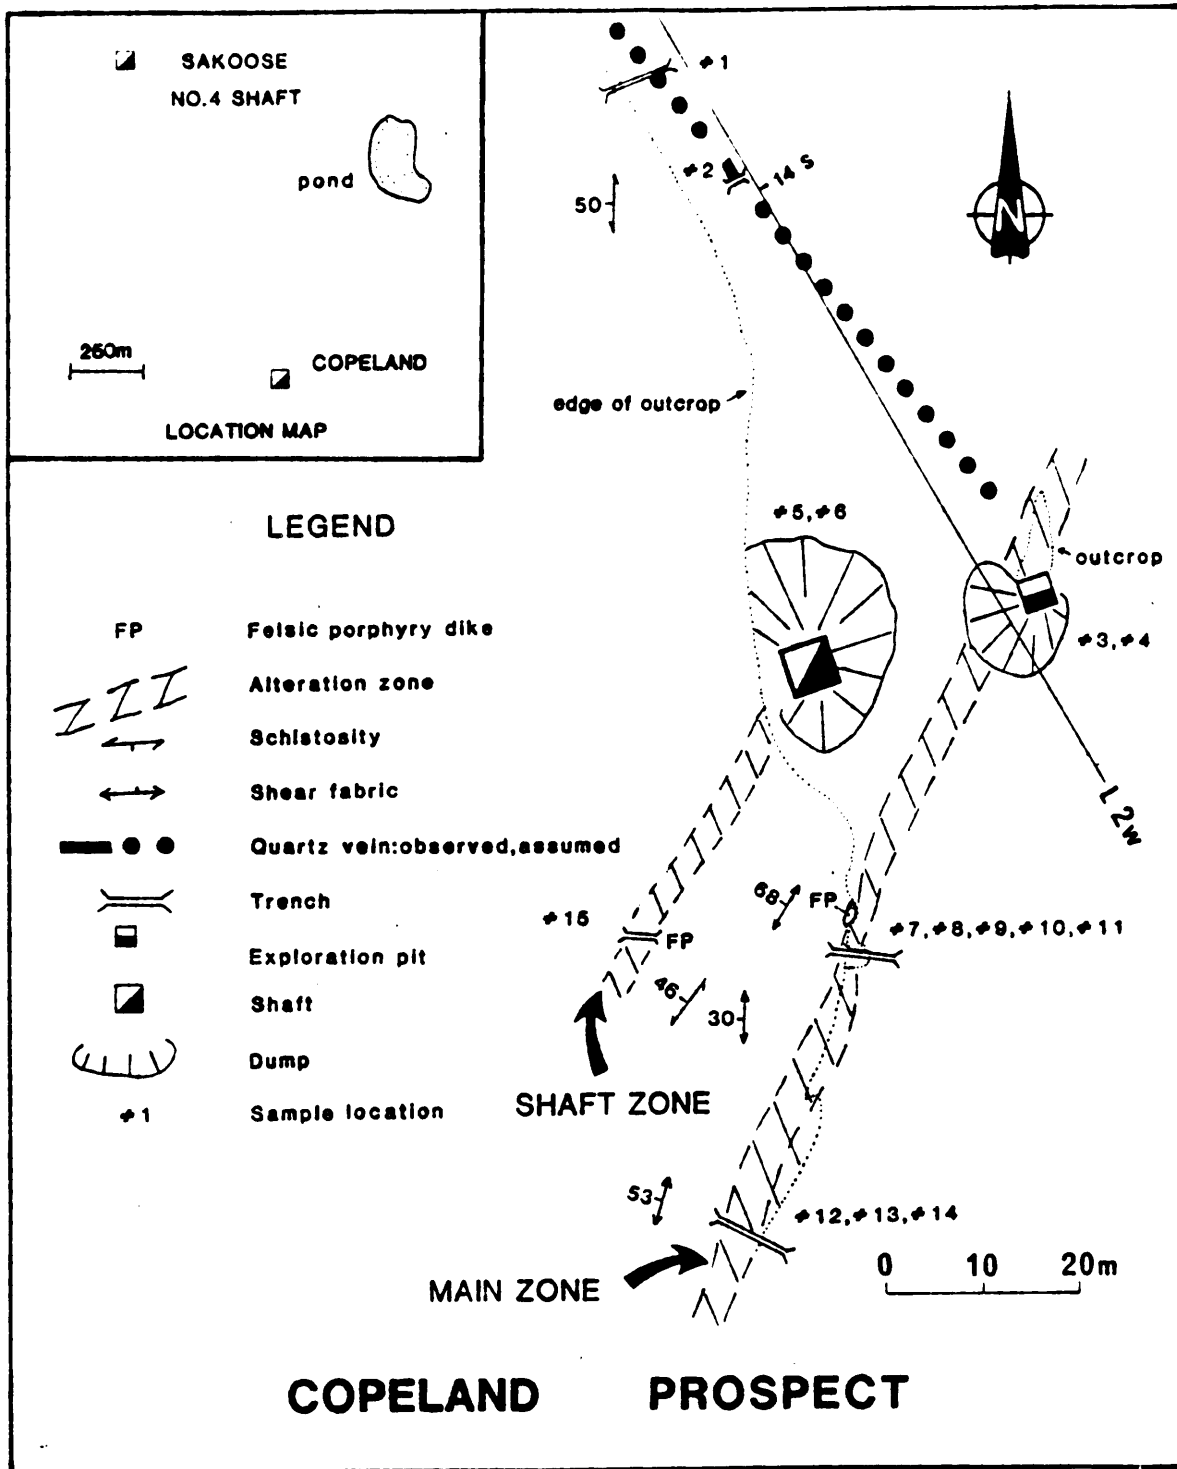 SAKOOSE
NO.4 SHAFT
pond
250m
COPELAND
LOCATION MAP
LEGEND
FP Felsic porphyry dike
Alteration zone
Schistosity
Shear fabric
Quartz vein:observed,assumed
Trench
Exploration pit
Shaft
Dump
#1 Sample location
#1
#2
14 S
50
N
edge of outcrop
#5,#6
outcrop
#3,#4
L 2w
68
FP
#7,#8,#9,#10,#11
#15
FP
46
30
SHAFT ZONE
53
#12,#13,#14
MAIN ZONE
0 10 20m
COPELAND PROSPECT